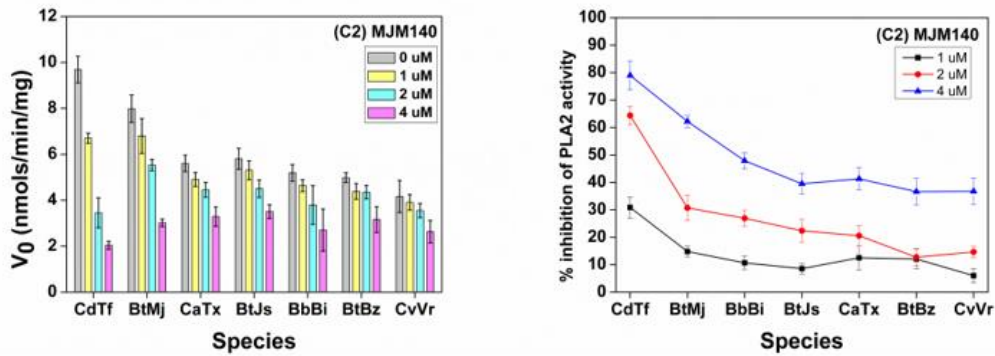 12
10
8
6
4
2
0
V0 (nmols/min/mg)
(C2) MJM140
0 uM
1 uM
2 uM
4 uM
CdTf BtMj CaTx BtJs BbBi BtBz CvVr
Species
100
90
80
70
60
50
40
30
20
10
0
% inhibition of PLA2 activity
(C2) MJM140
1 uM
2 uM
4 uM
CdTf BtMj BbBi BtJs CaTx BtBz CvVr
Species